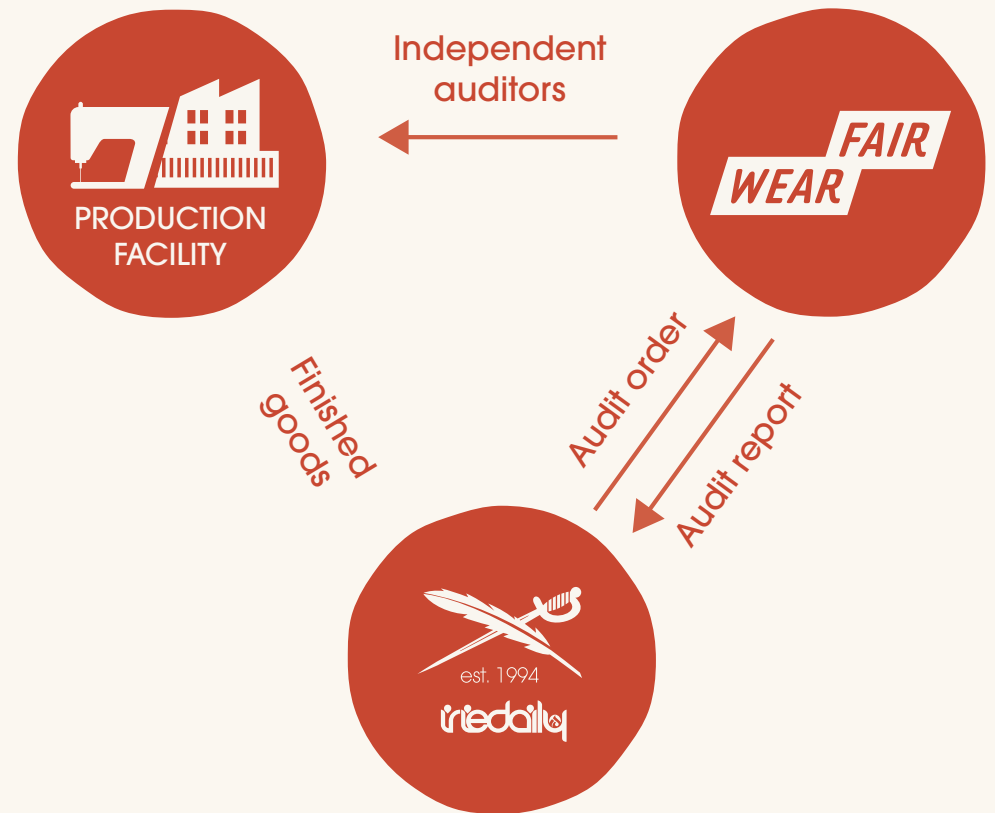 Independent
auditors
PRODUCTION
FACILITY
FAIR
WEAR
Finished
goods
Audit order
Audit report
est. 1994
iriedaily